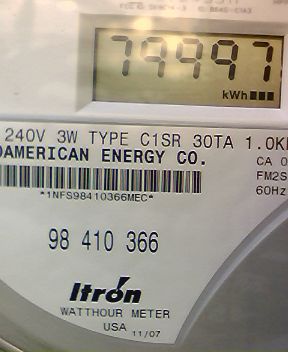 79997
kWh
240V 3W TYPE C1SR 30TA 1.0K
AMERICAN ENERGY CO.
CA 0
FM2S
60Hz
*1NFS98410366MEC*
98 410 366
Itrón
WATTHOUR METER
USA 11/07